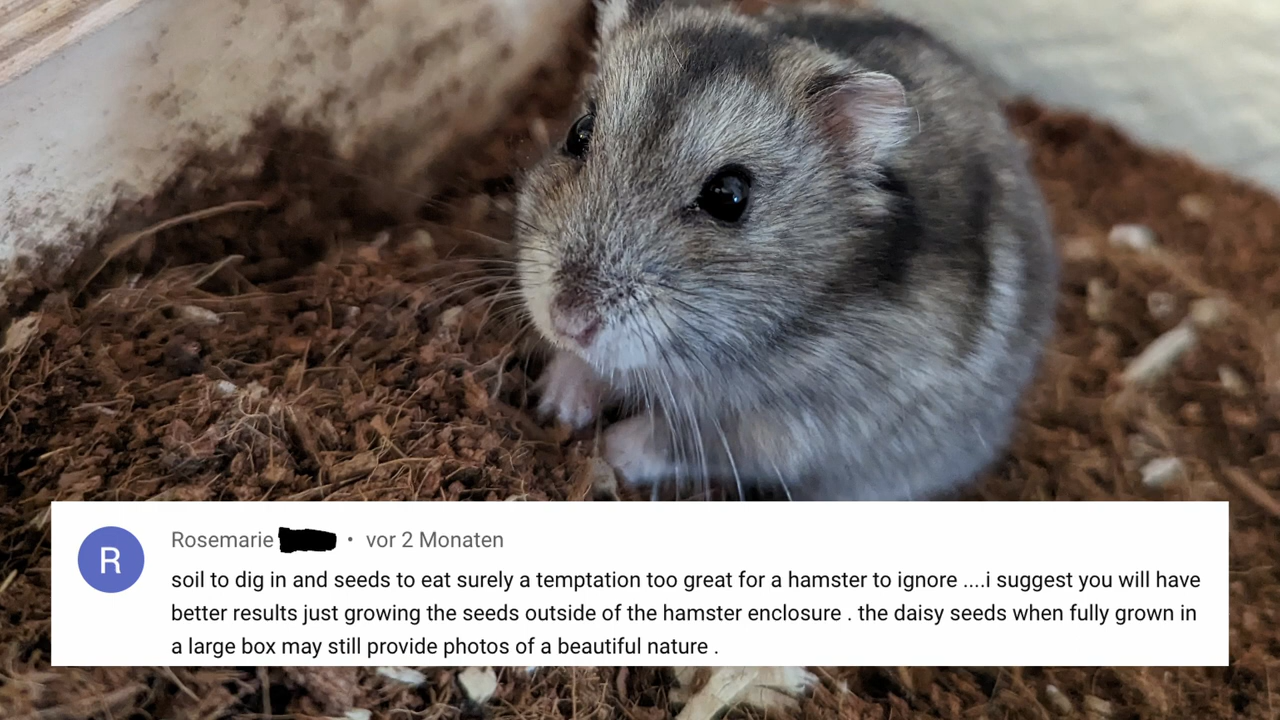 R
Rosemarie • vor 2 Monaten
soil to dig in and seeds to eat surely a temptation too great for a hamster to ignore ....i suggest you will have
better results just growing the seeds outside of the hamster enclosure . the daisy seeds when fully grown in
a large box may still provide photos of a beautiful nature .